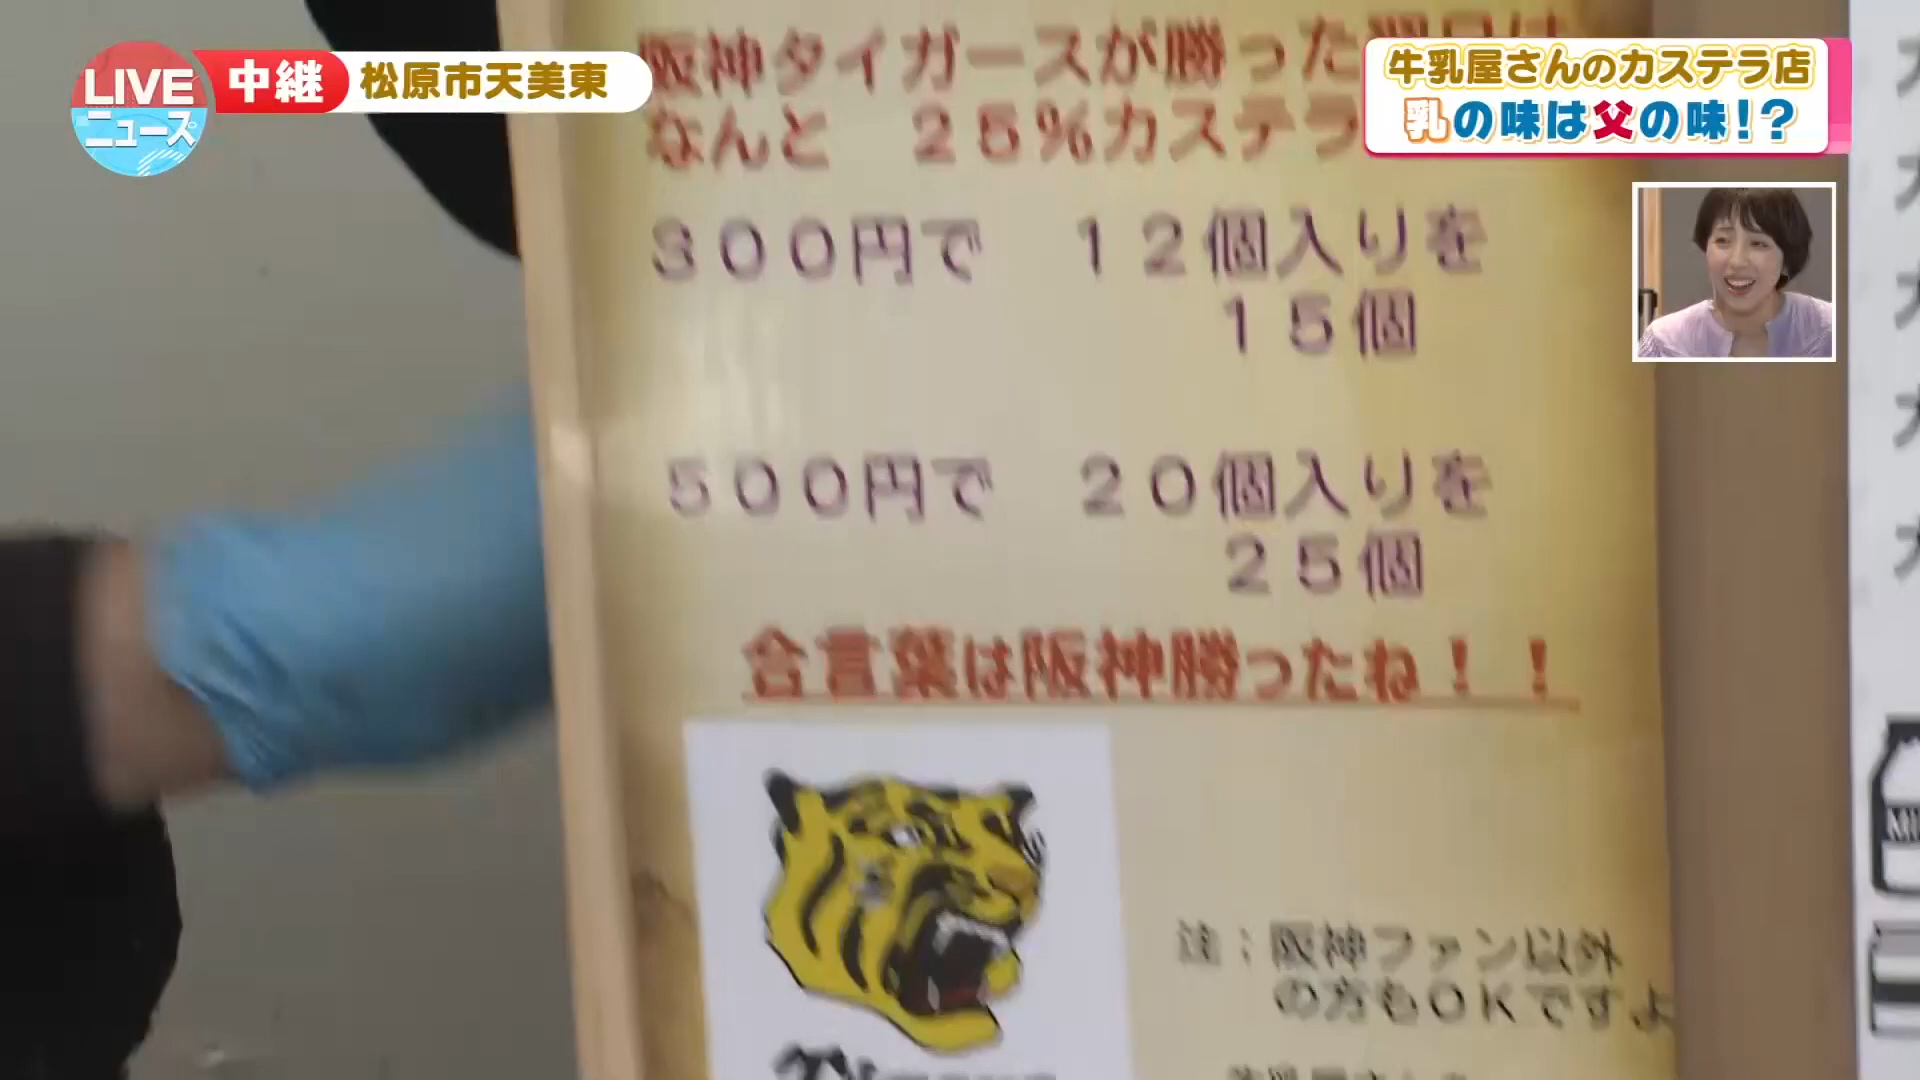 LIVE
ニュース
中継
松原市天美東
牛乳屋さんのカステラ店
乳の味は父の味!?
阪神タイガースが勝った翌日は
なんと 25%カステラ
300円で 12個入りを
15個
500円で 20個入りを
25個
合言葉は阪神勝ったね!!
注:阪神ファン以外
の方もOKですよ